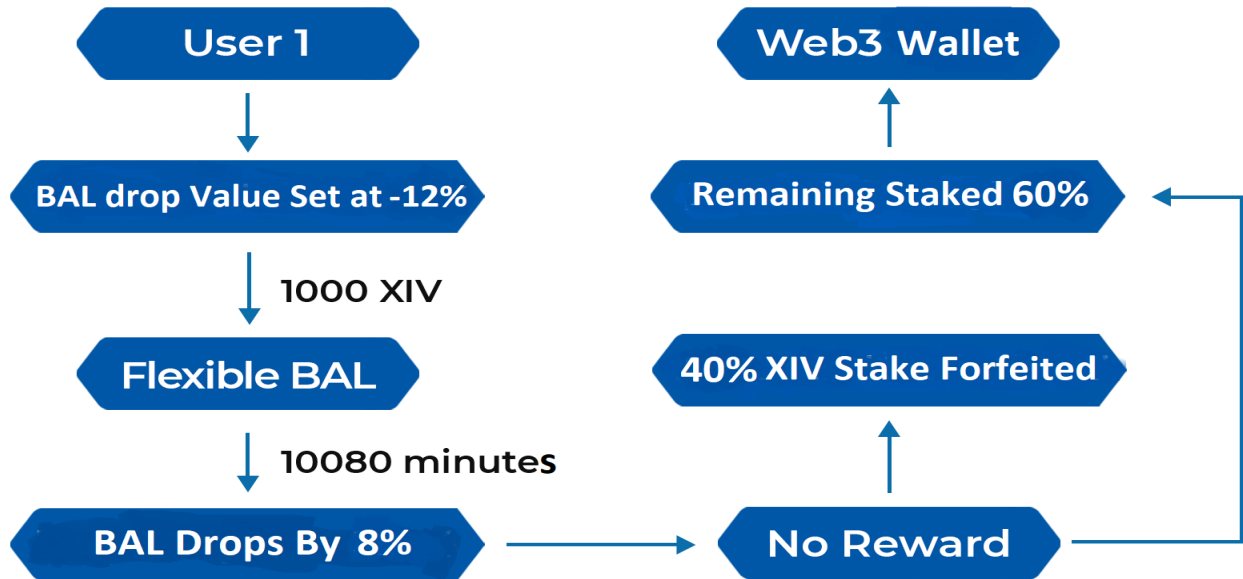 User 1
BAL drop Value Set at -12%
1000 XIV
Flexible BAL
10080 minutes
BAL Drops By 8%
No Reward
40% XIV Stake Forfeited
Remaining Staked 60%
Web3 Wallet